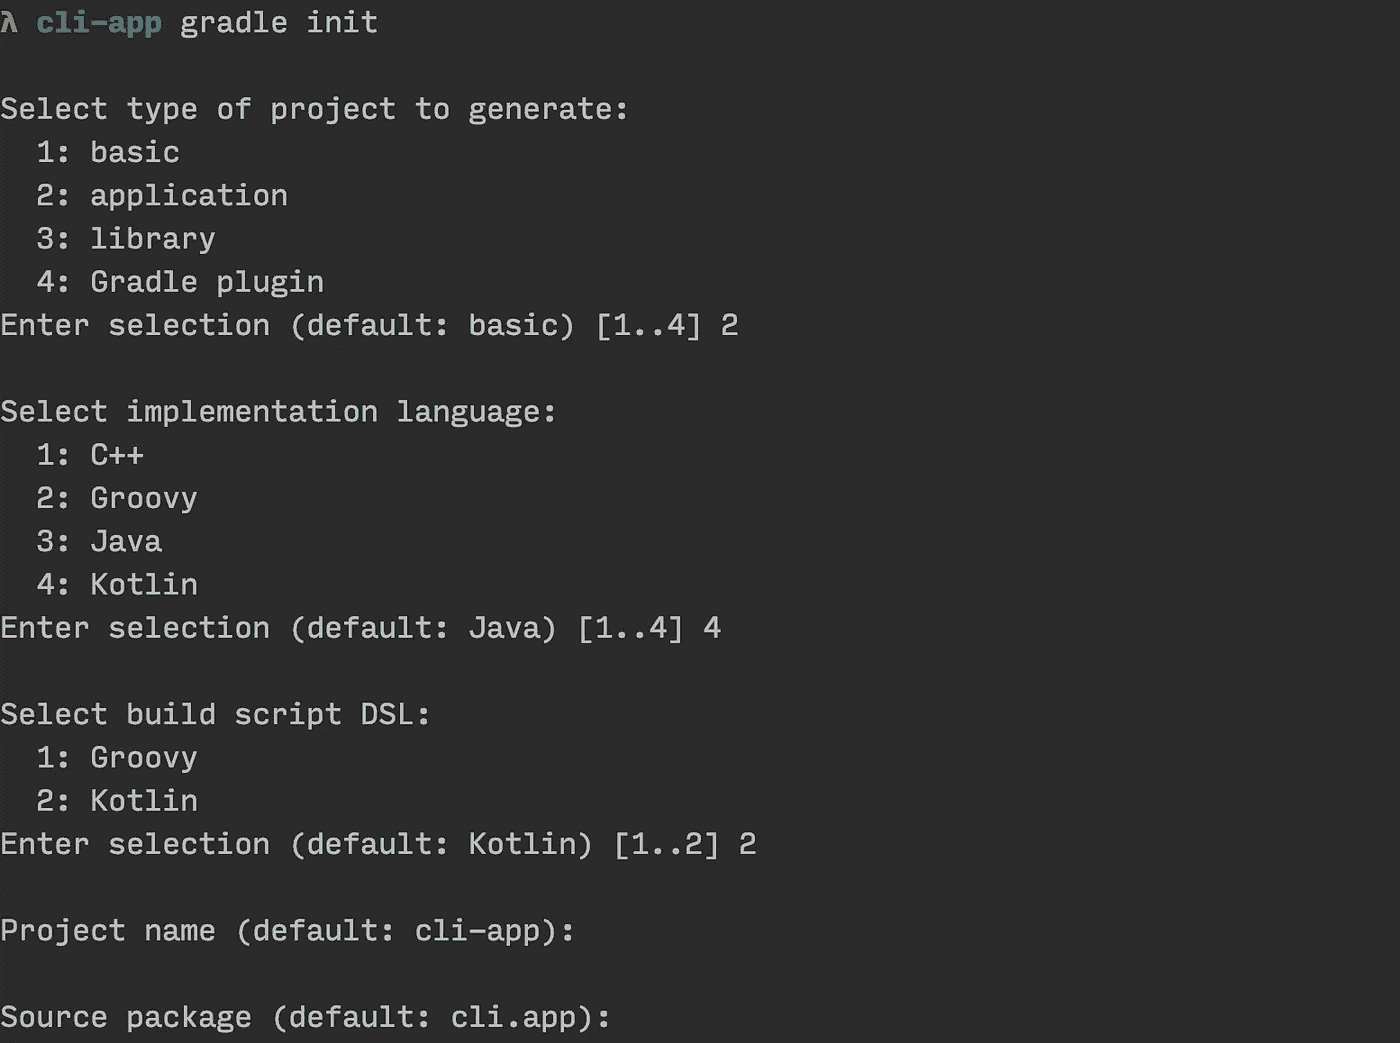 λ cli-app gradle init
Select type of project to generate:
1: basic
2: application
3: library
4: Gradle plugin
Enter selection (default: basic) [1..4] 2
Select implementation language:
1: C++
2: Groovy
3: Java
4: Kotlin
Enter selection (default: Java) [1..4] 4
Select build script DSL:
1: Groovy
2: Kotlin
Enter selection (default: Kotlin) [1..2] 2
Project name (default: cli-app):
Source package (default: cli.app):